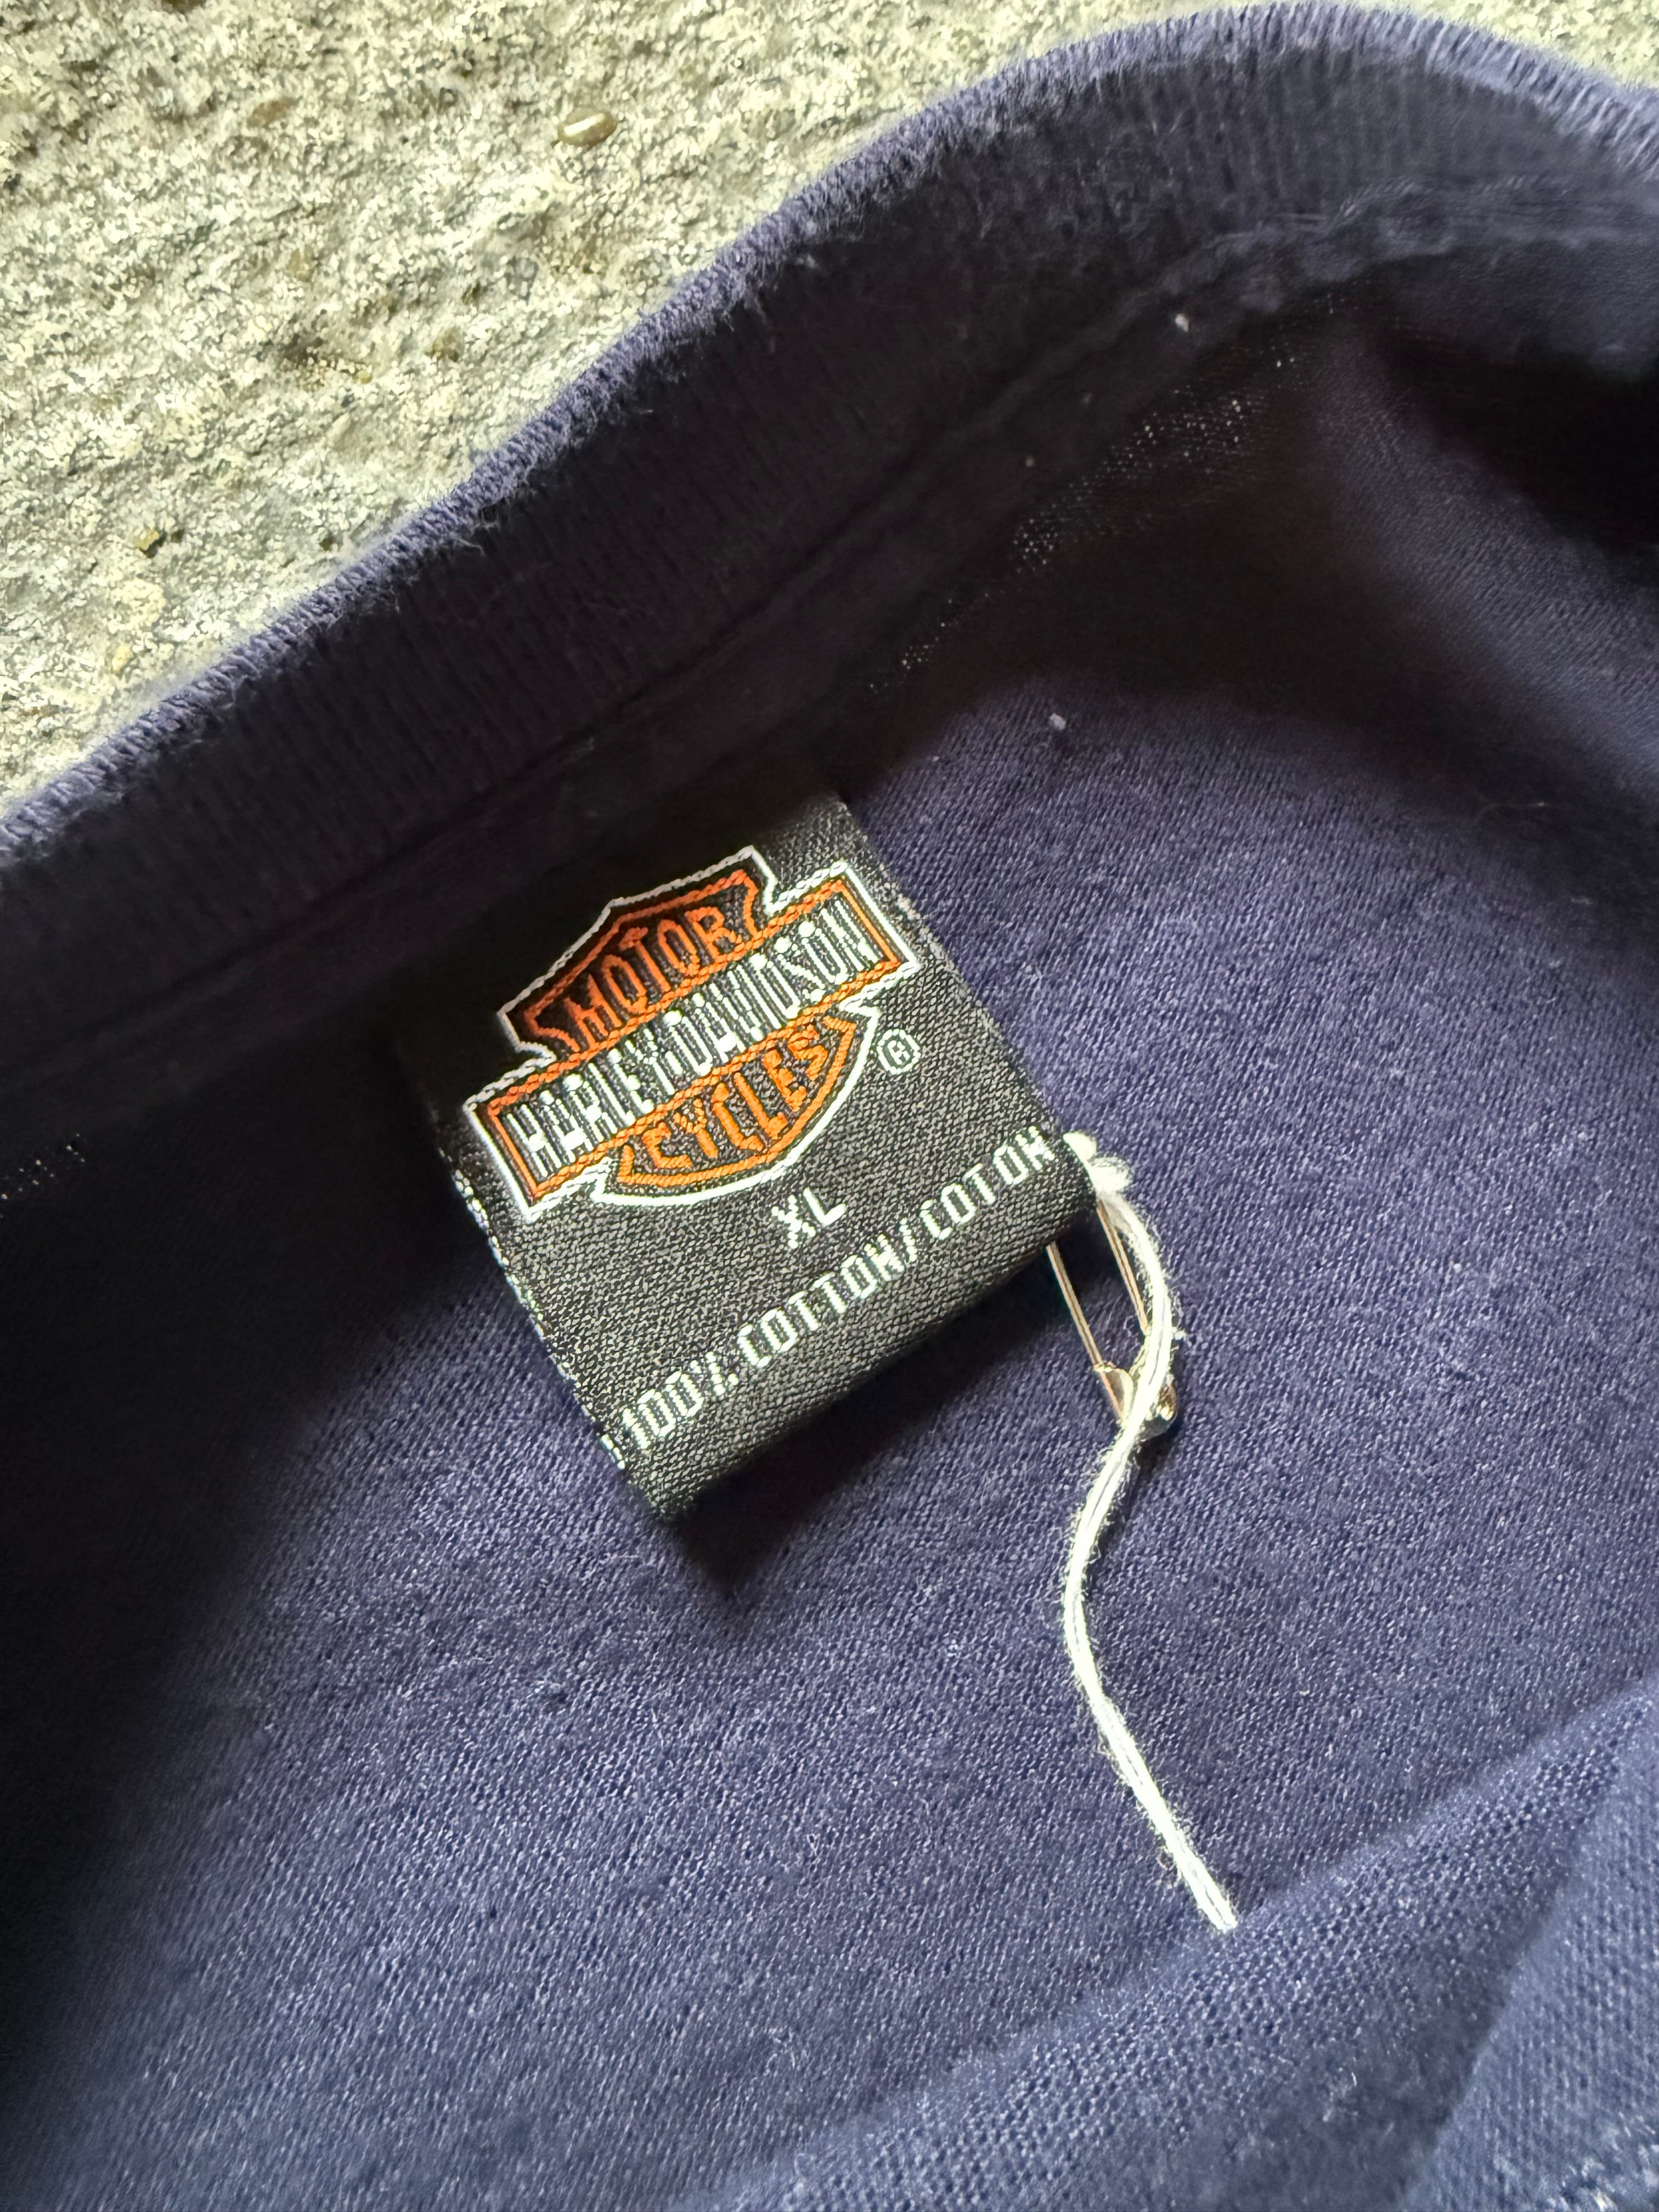 MOTOR
HARLEY-DAVIDSON
CYCLES
®
XL
100% COTTON/COTON